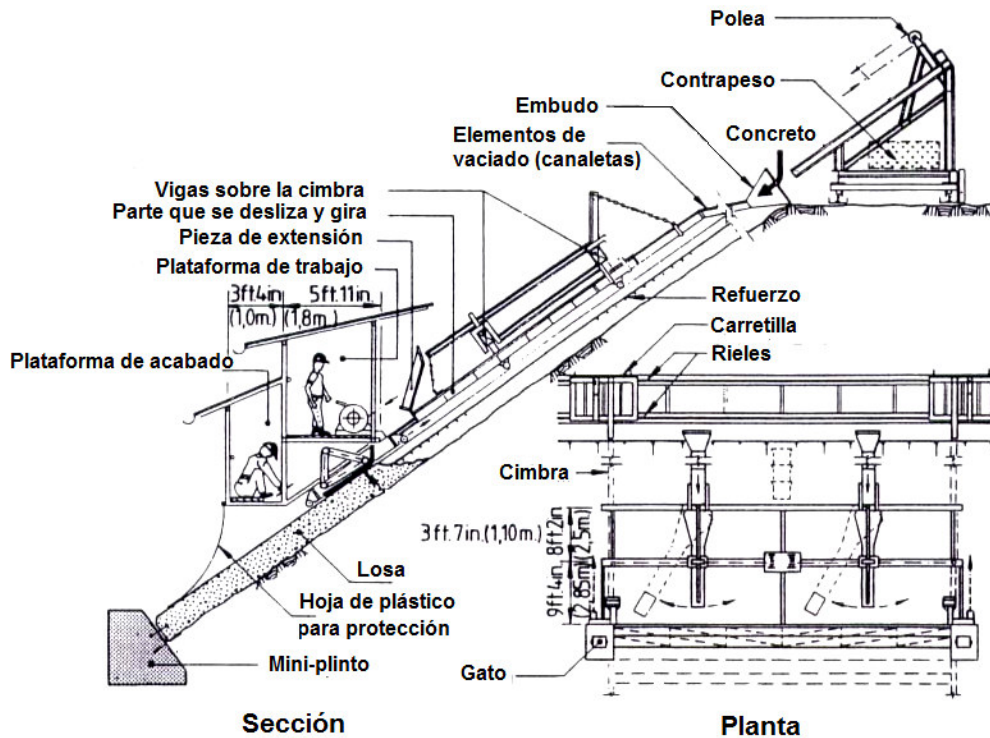 Polea
Contrapeso
Embudo
Concreto
Elementos de
vaciado (canaletas)
Vigas sobre la cimbra
Parte que se desliza y gira
Pieza de extensión
Plataforma de trabajo
3ft.4in. 5ft.11in.
(1,0m.) (1,8m.)
Plataforma de acabado
Refuerzo
Carretilla
Rieles
Cimbra
3ft.7in.(1,10m.)
8ft.2in
(2,5m)
9ft.4in.
(2.85m)
Losa
Hoja de plástico
para protección
Mini-plinto
Gato
Sección
Planta